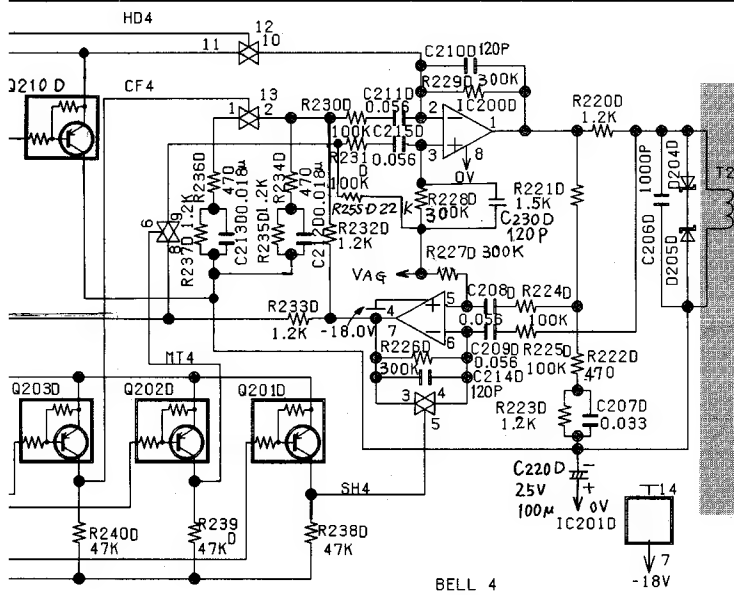 HD4
12
11
10
C210D 120P
R229D 300K
IC200D
Q210 D
CF4
13
1
2
C211D
R230D
0.056
100K
C215D
R231
D
0.056
100K
2
3
1
8
0V
R220D
1.2K
R236D
470
R234D
470
0.018µ
0.018µ
R237D 1.2K
C213D
R235D 1.2K
C212D
6
9
8
R255D 22K
R232D
1.2K
R228D
300K
C230D
120P
R221D
1.5K
1000P
C206D
D204D
D205D
T2
R227D 300K
VAG
C208D
R224D
0.056
100K
4
7
5
6
-18.0V
R233D
1.2K
C209D
0.056
R225D
100K
R226D
300K
C214D
120P
R222D
470
3
4
5
R223D
1.2K
C207D
0.033
MT4
Q203D
Q202D
Q201D
SH4
C220D
25V
100µ
-
+
0V
IC201D
14
7
-18V
R240D
47K
R239
D
47K
R238D
47K
BELL 4